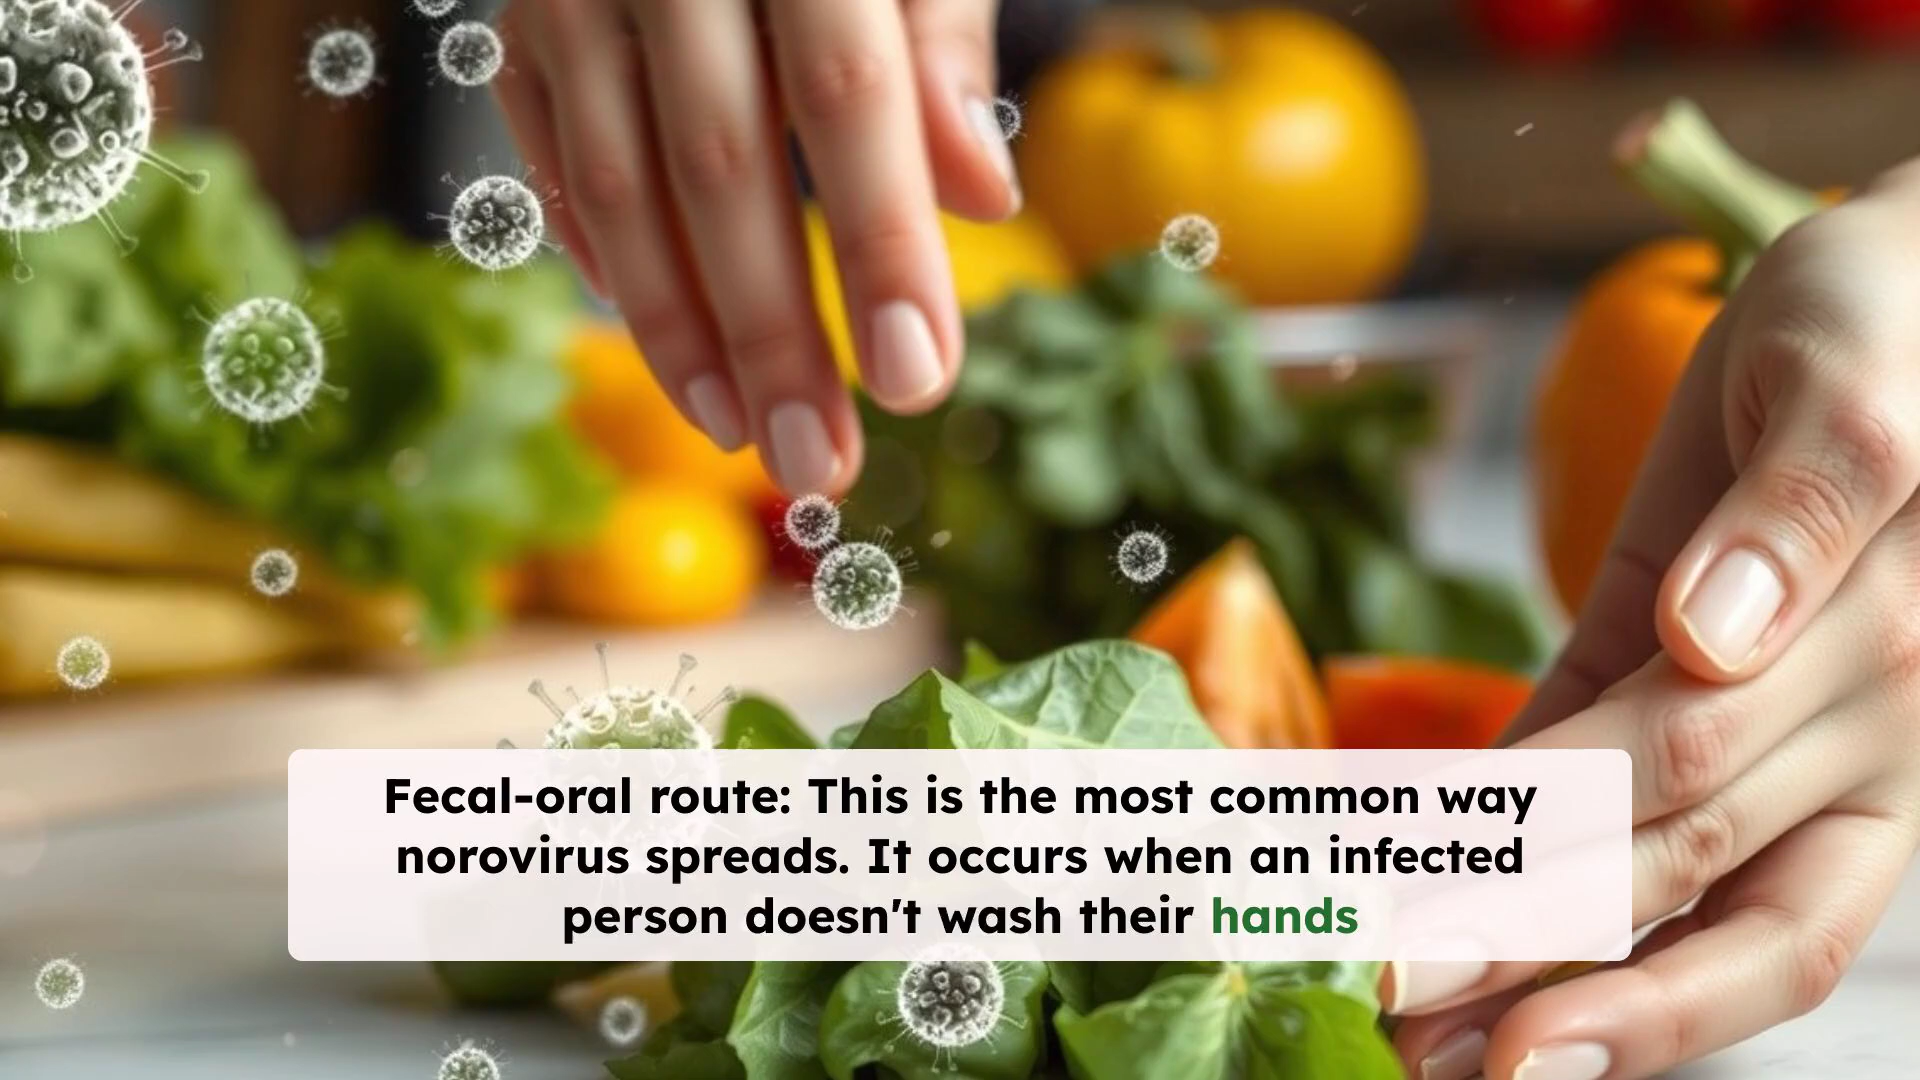 Fecal-oral route: This is the most common way
norovirus spreads. It occurs when an infected
person doesn't wash their hands